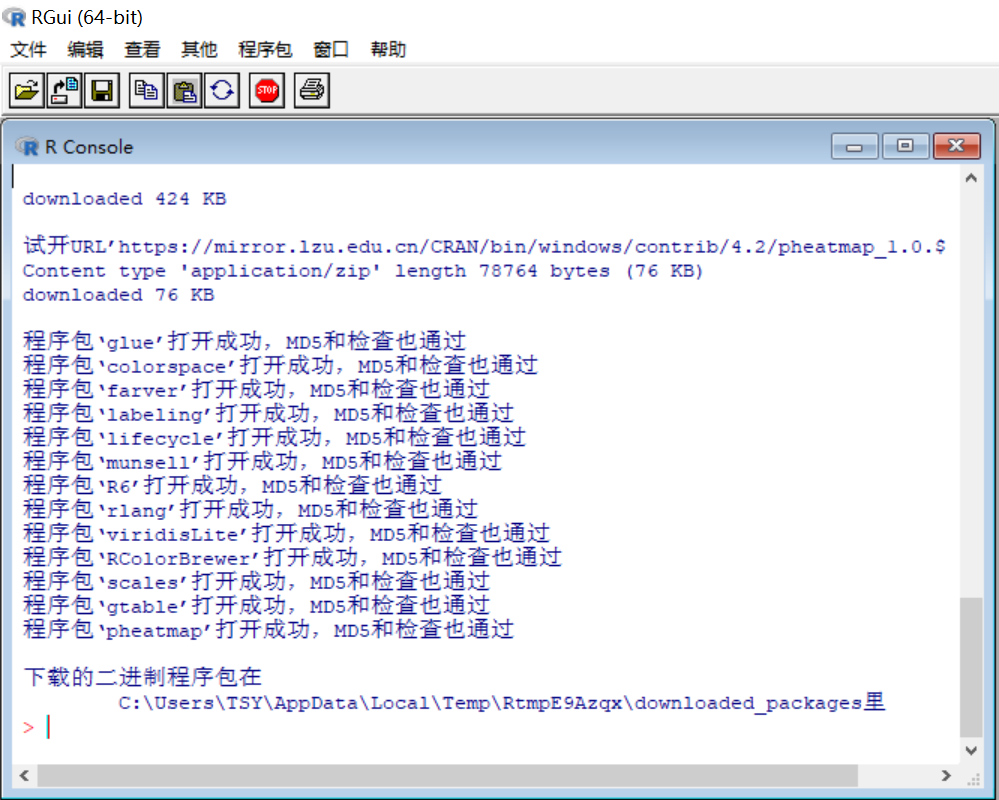 RGui (64-bit)
文件 编辑 查看 其他 程序包 窗口 帮助
STOP
R Console
downloaded 424 KB
试开URL’https://mirror.lzu.edu.cn/CRAN/bin/windows/contrib/4.2/pheatmap_1.0.$
Content type 'application/zip' length 78764 bytes (76 KB)
downloaded 76 KB
程序包‘glue’打开成功，MD5和检查也通过
程序包‘colorspace’打开成功，MD5和检查也通过
程序包‘farver’打开成功，MD5和检查也通过
程序包‘labeling’打开成功，MD5和检查也通过
程序包‘lifecycle’打开成功，MD5和检查也通过
程序包‘munsell’打开成功，MD5和检查也通过
程序包‘R6’打开成功，MD5和检查也通过
程序包‘rlang’打开成功，MD5和检查也通过
程序包‘viridisLite’打开成功，MD5和检查也通过
程序包‘RColorBrewer’打开成功，MD5和检查也通过
程序包‘scales’打开成功，MD5和检查也通过
程序包‘gtable’打开成功，MD5和检查也通过
程序包‘pheatmap’打开成功，MD5和检查也通过
下载的二进制程序包在
C:\Users\TSY\AppData\Local\Temp\RtmpE9Azqx\downloaded_packages里
>